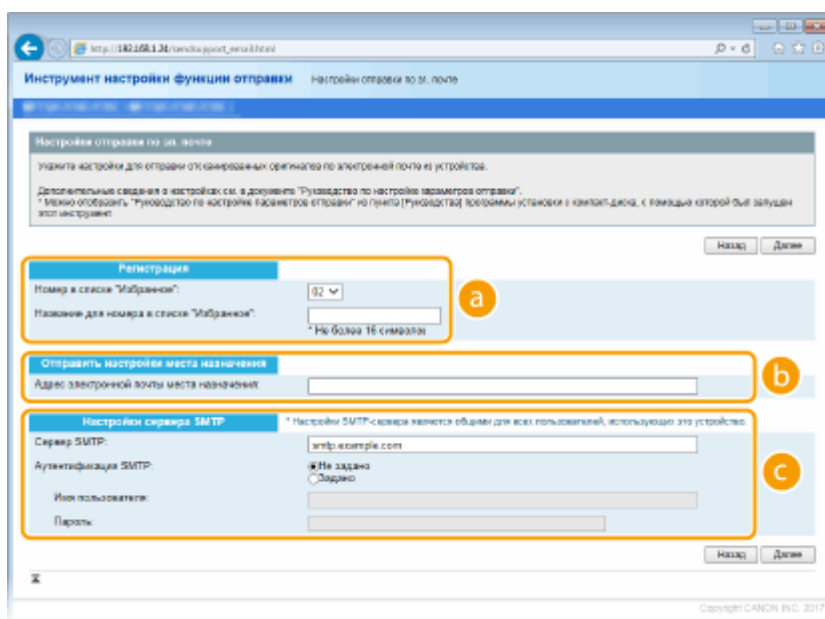 http://192.168.1.24/sendsupport_email.html
Инструмент настройки функции отправки Настройки отправки по эл. почте
Настройки отправки по эл. почте
Укажите настройки для отправки отсканированных оригиналов по электронной почте из устройства.
Дополнительные сведения о настройках см. в документе "Руководство по настройке параметров отправки".
* Можно отобразить "Руководство по настройке параметров отправки" из пункта [Руководства] программы установки с компакт-диска, с помощью которой был запущен
этот инструмент.
Назад Далее
Регистрация
Номер в списке "Избранное": 02
a
Название для номера в списке "Избранное":
* Не более 16 символов
Отправить настройки места назначения
b
Адрес электронной почты места назначения:
Настройки сервера SMTP * Настройки SMTP-сервера являются общими для всех пользователей, использующих это устройство.
Сервер SMTP: smtp.example.com
Аутентификация SMTP: Не задано
c
Задано
Имя пользователя:
Пароль:
Назад Далее
Copyright CANON INC. 2017